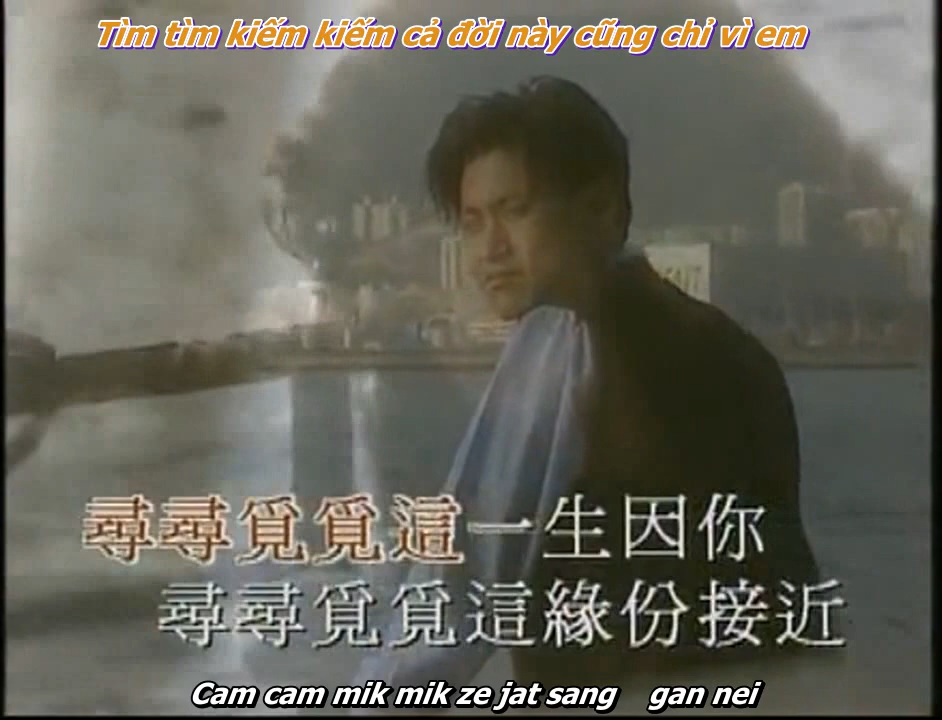 Tìm tìm kiếm kiếm cả đời này cũng chỉ vì em
尋尋覓覓這一生因你
尋尋覓覓這緣份接近
Cam cam mik mik ze jat sang gan nei